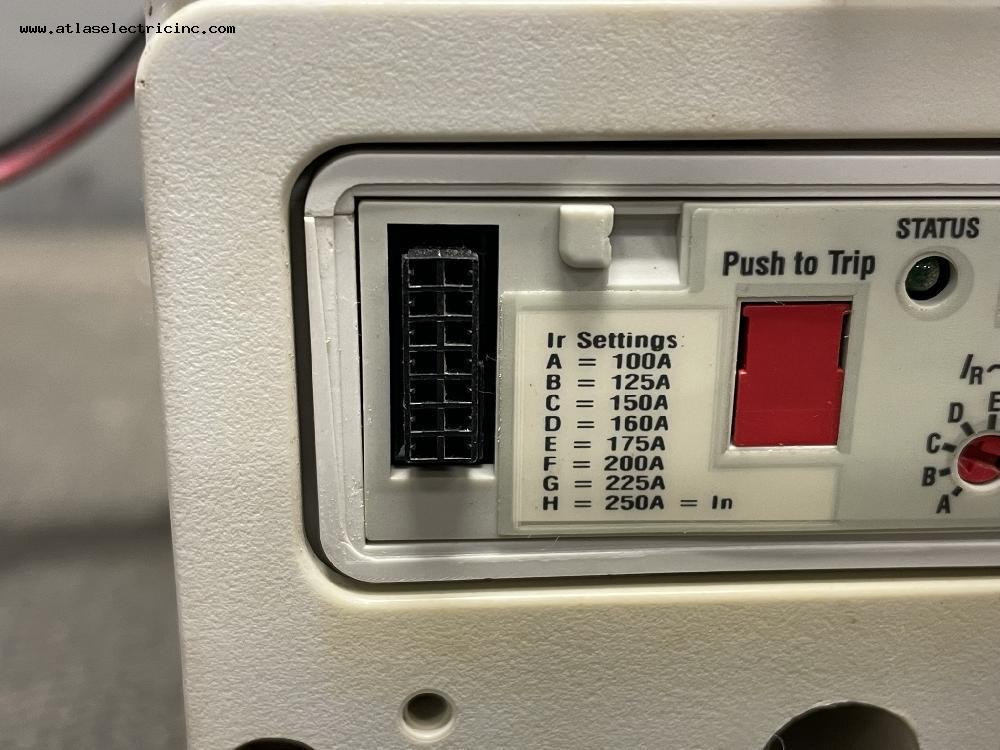 www.atlaselectricinc.com
STATUS
Push to Trip
Ir Settings:
A = 100A
B = 125A
C = 150A
D = 160A
E = 175A
F = 200A
G = 225A
H = 250A = In
IR
E
D
C
B
A